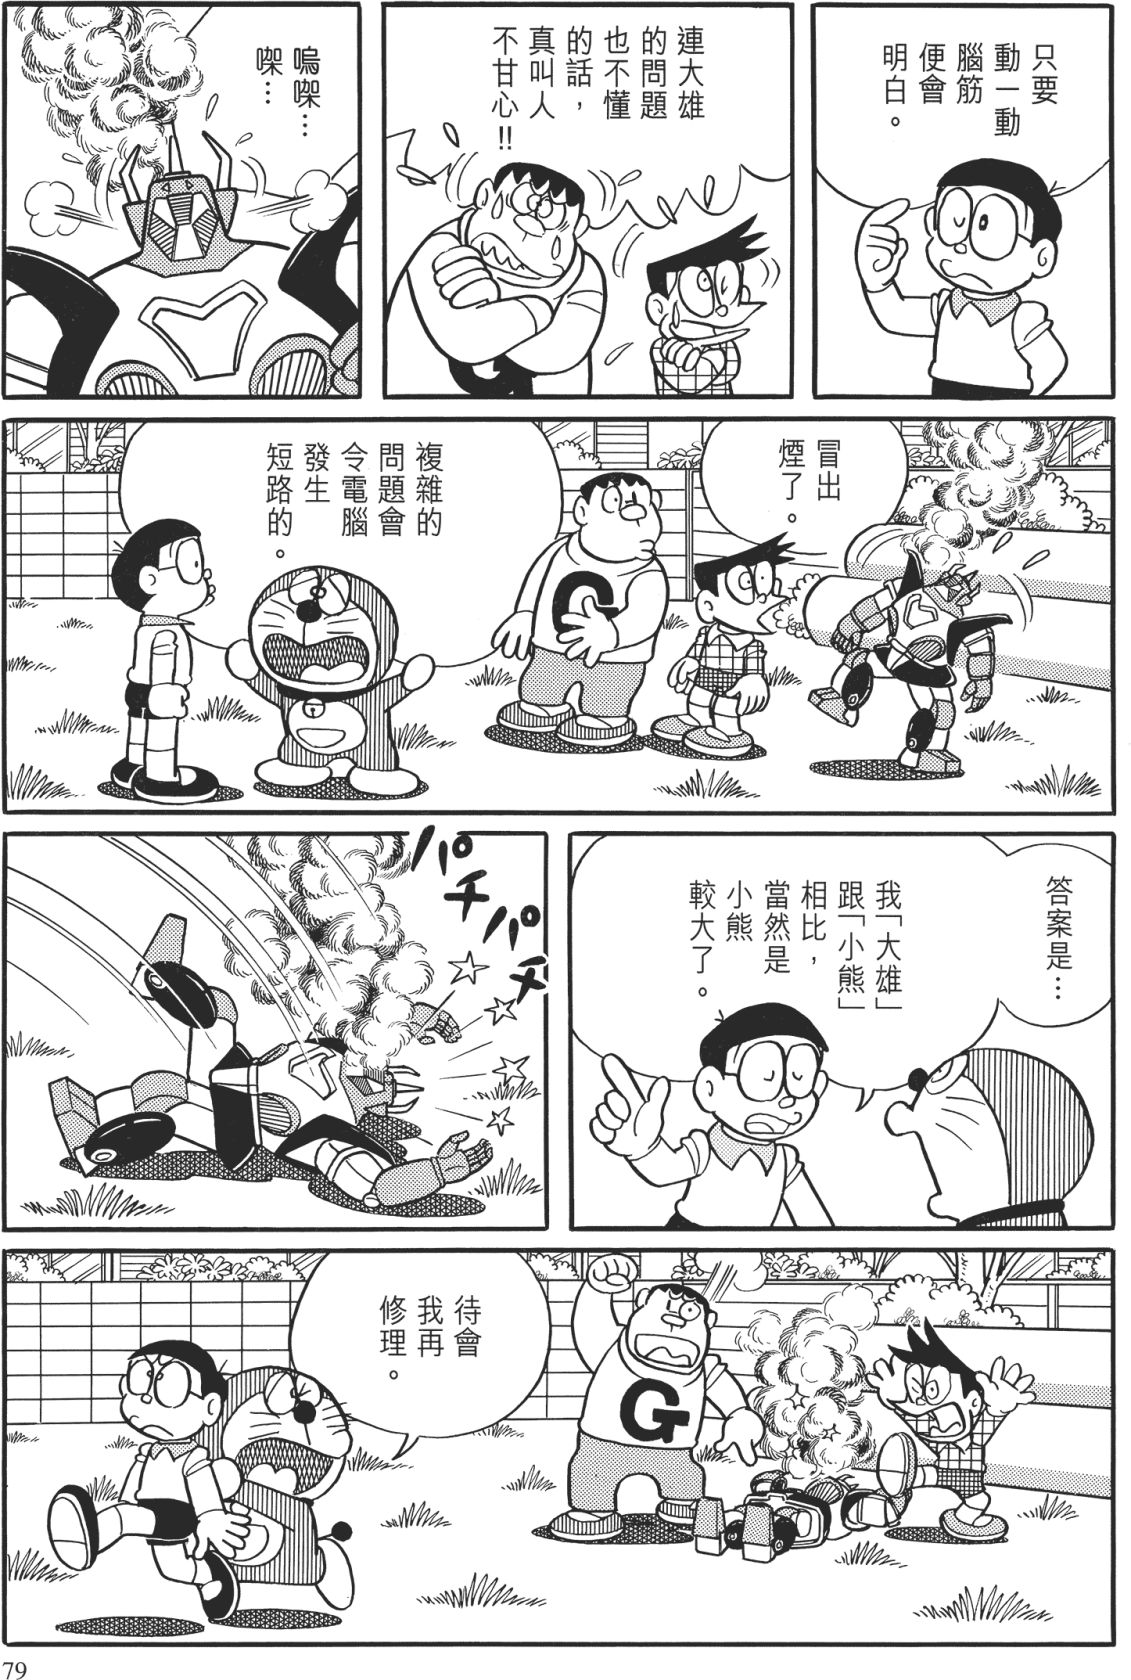 只要
動一動
腦筋
便會
明白。
連大雄
的問題
也不懂
的話，
真叫人
不甘心!!
嗚㗎…
㗎…
冒出
煙了。
複雜的
問題會
令電腦
發生
短路的。
G
答案是…
我「大雄」
跟「小熊」
相比，
當然是
小熊
較大了。
パチパチ
待會
我再
修理。
G
79